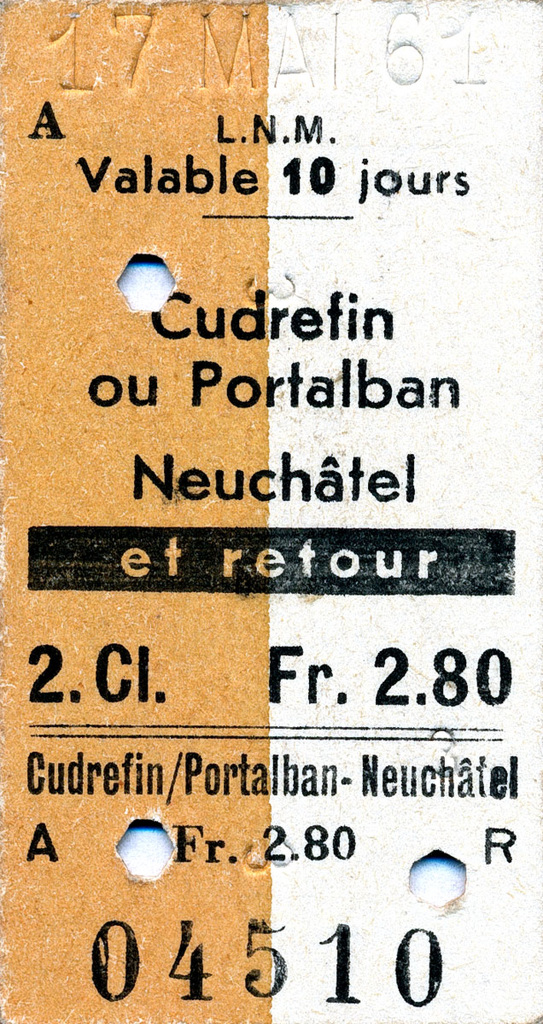 17 MAI 61
A L.N.M.
Valable 10 jours
Cudrefin
ou Portalban
Neuchâtel
et retour
2. Cl. Fr. 2.80
Cudrefin/Portalban-Neuchâtel
A Fr. 2.80 R
04510